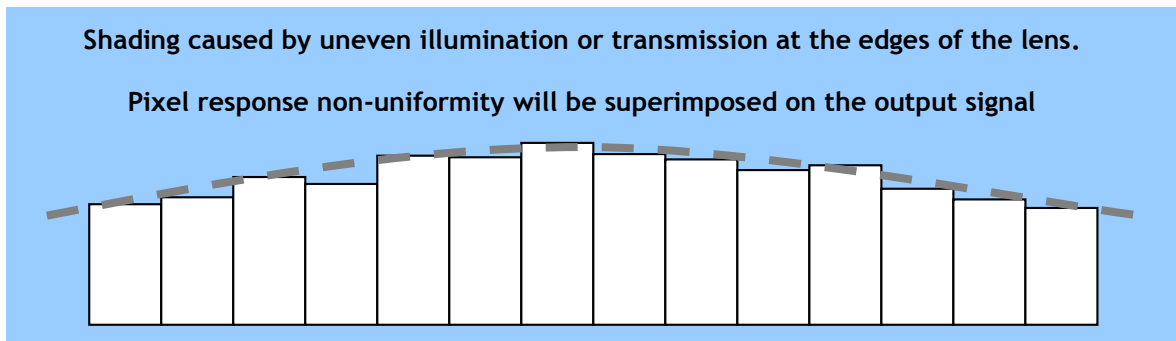 Shading caused by uneven illumination or transmission at the edges of the lens.
Pixel response non-uniformity will be superimposed on the output signal